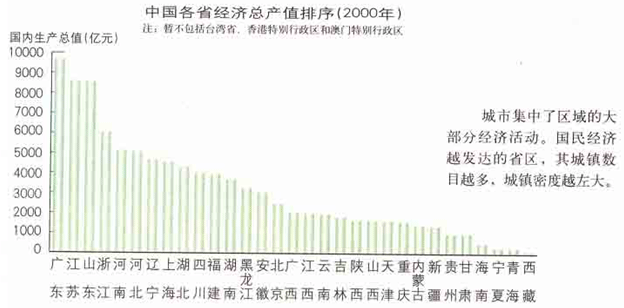 中国各省经济总产值排序(2000年)
注：暂不包括台湾省、香港特别行政区和澳门特别行政区
国内生产总值(亿元)
10000
9000
8000
7000
6000
5000
4000
3000
2000
1000
0
广东 江苏 山东 浙江 河南 河北 辽宁 上海 湖北 四川 福建 湖南 黑龙江 安徽 北京 广西 江西 云南 吉林 陕西 山西 天津 重庆 内蒙古 新疆 贵州 甘肃 海南 宁夏 青海 西藏
城市集中了区域的大
部分经济活动。国民经济
越发达的省区，其城镇数
目越多，城镇密度越左大。